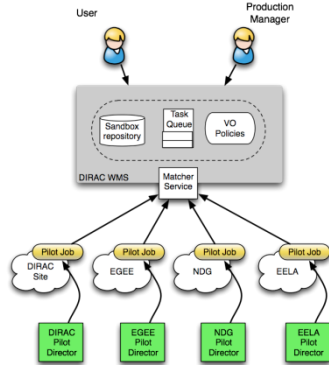 User
Production
Manager
Sandbox
repository
Task
Queue
VO
Policies
DIRAC WMS
Matcher
Service
Pilot Job
Pilot Job
Pilot Job
Pilot Job
DIRAC
Site
EGEE
NDG
EELA
DIRAC
Pilot
Director
EGEE
Pilot
Director
NDG
Pilot
Director
EELA
Pilot
Director